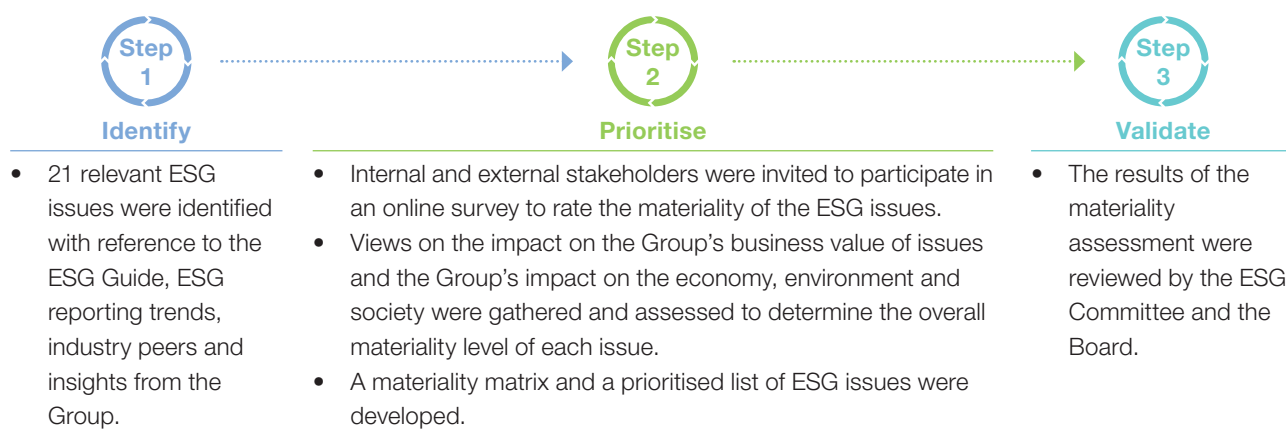 Step
1
Identify
• 21 relevant ESG
issues were identified
with reference to the
ESG Guide, ESG
reporting trends,
industry peers and
insights from the
Group.
Step
2
Prioritise
• Internal and external stakeholders were invited to participate in
an online survey to rate the materiality of the ESG issues.
• Views on the impact on the Group's business value of issues
and the Group's impact on the economy, environment and
society were gathered and assessed to determine the overall
materiality level of each issue.
• A materiality matrix and a prioritised list of ESG issues were
developed.
Step
3
Validate
• The results of the
materiality
assessment were
reviewed by the ESG
Committee and the
Board.